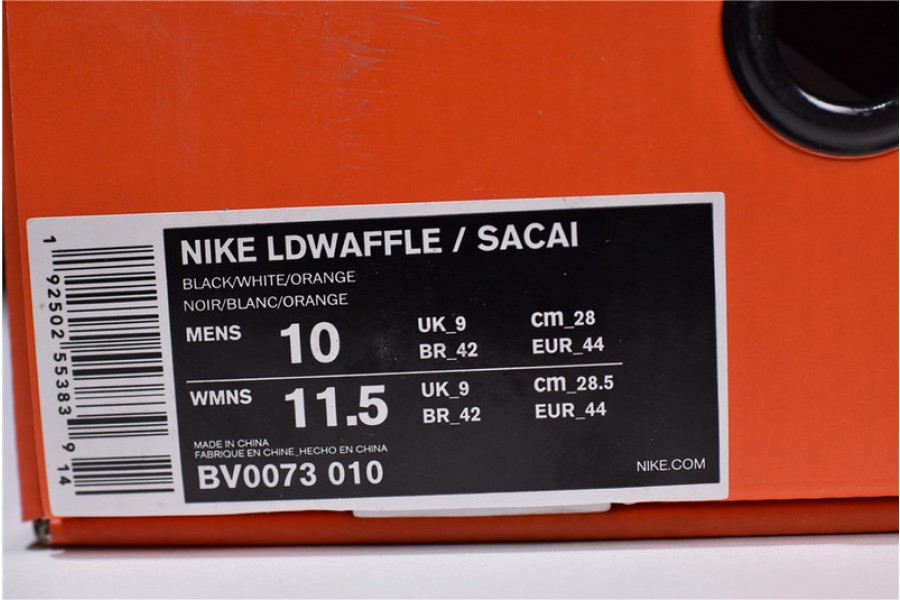 NIKE LDWAFFLE / SACAI
BLACK/WHITE/ORANGE
NOIR/BLANC/ORANGE
MENS 10 UK_9 cm_28
BR_42 EUR_44
WMNS 11.5 UK_9 cm_28.5
BR_42 EUR_44
MADE IN CHINA
FABRIQUE EN CHINE_HECHO EN CHINA
BV0073 010
NIKE.COM
1 92502 55383 9 14